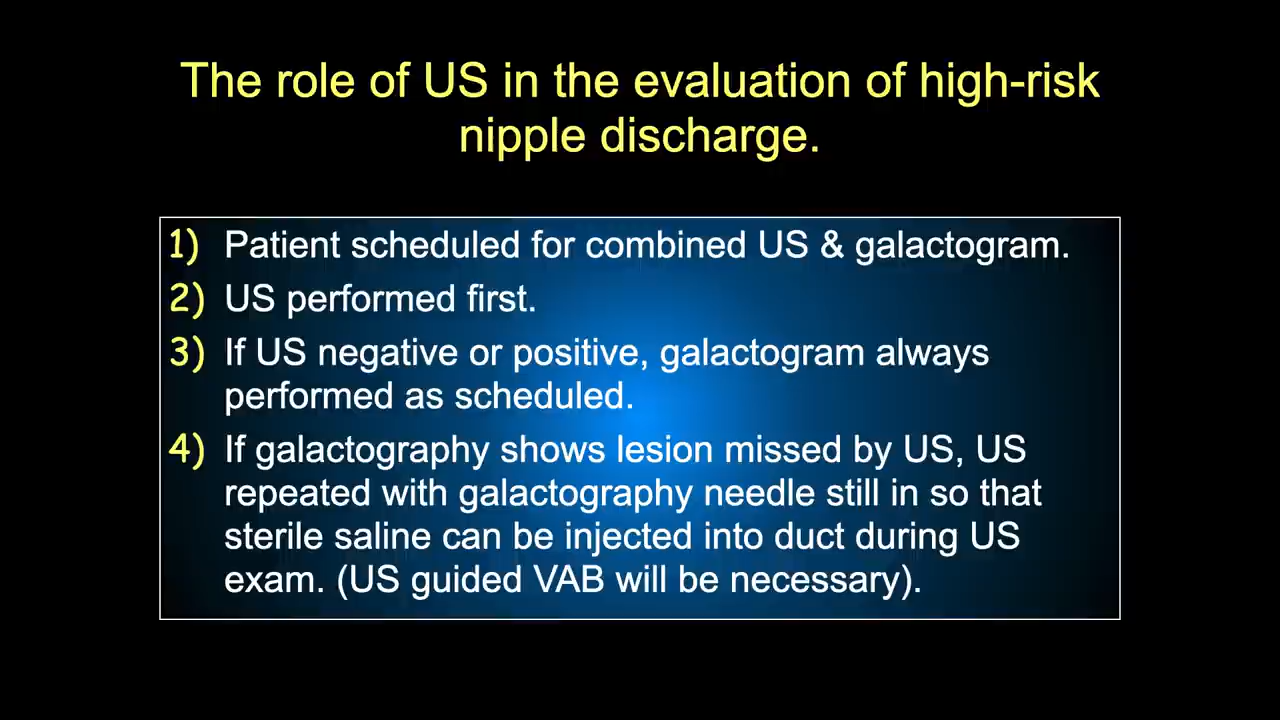 The role of US in the evaluation of high-risk
nipple discharge.
1) Patient scheduled for combined US & galactogram.
2) US performed first.
3) If US negative or positive, galactogram always
performed as scheduled.
4) If galactography shows lesion missed by US, US
repeated with galactography needle still in so that
sterile saline can be injected into duct during US
exam. (US guided VAB will be necessary).